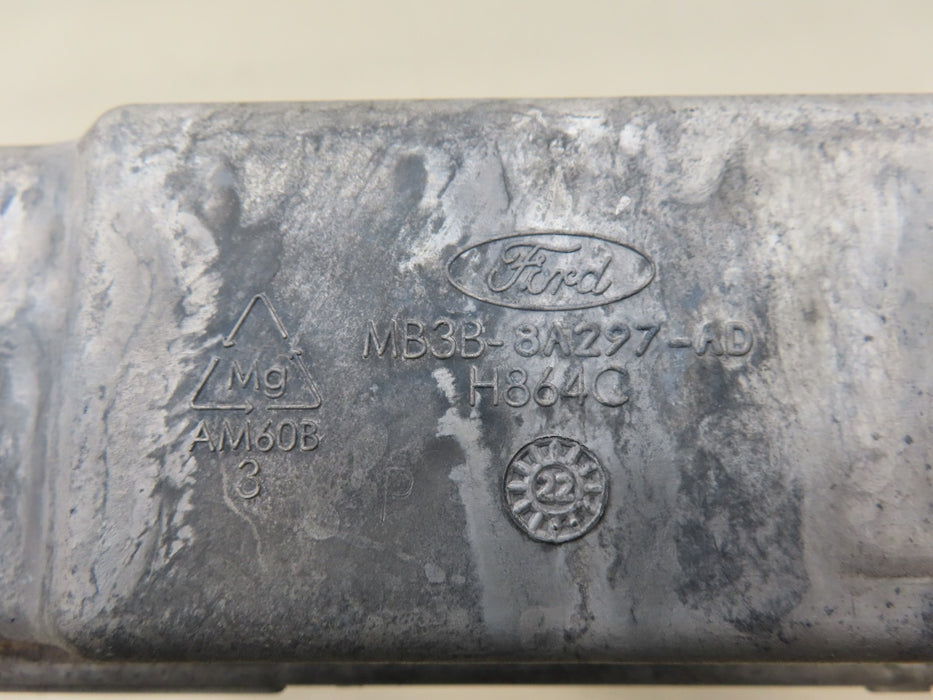 Ford
MB3B-8A297-AD
H864C
Mg
AM60B
3
22